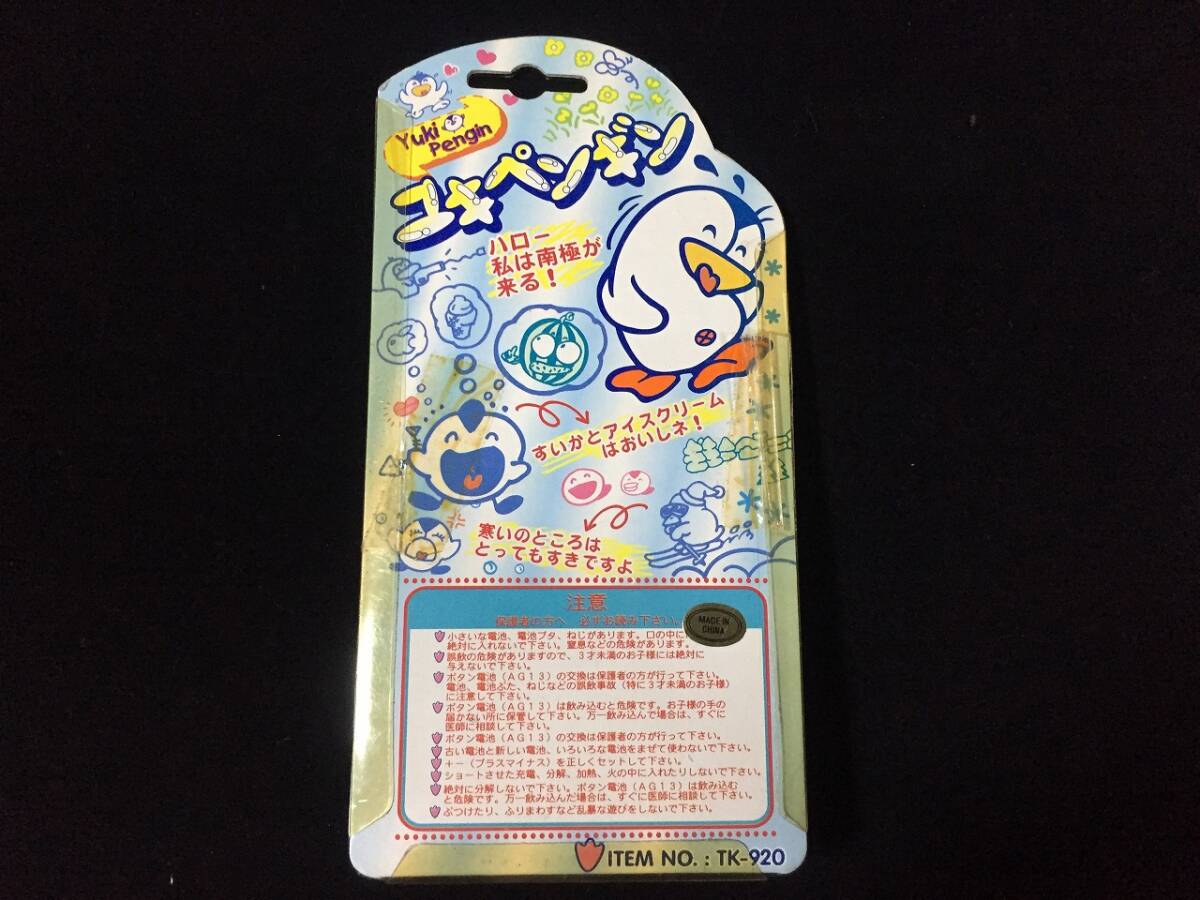 Yuki
Pengin
ユキペンギン
ハロー
私は南極が
来る！
すいかとアイスクリーム
はおいしネ！
寒いのところは
とってもすきですよ
注意
保護者の方へ 必ずお読み下さい。
MADE IN
CHINA
小さいな電池、電池ブタ、ねじがあります。口の中に
絶対に入れないで下さい。窒息などの危険があります。
誤飲の危険がありますので、3才未満のお子様には絶対に
与えないで下さい。
ボタン電池（AG13）の交換は保護者の方が行って下さい。
電池、電池ぶた、ねじなどの誤飲事故（特に3才未満のお子様）
に注意して下さい。
ボタン電池（AG13）は飲み込むと危険です。お子様の手の
届かない所に保管して下さい。万一飲み込んで場合は、すぐに
医師に相談して下さい。
ボタン電池（AG13）の交換は保護者の方が行って下さい。
古い電池と新しい電池、いろいろな電池をまぜて使わないで下さい。
＋－（プラスマイナス）を正しくセットして下さい。
ショートさせた充電、分解、加熱、火の中に入れたりしないで下さい。
絶対に分解しないで下さい。ボタン電池（AG13）は飲み込む
と危険です。万一飲み込んだ場合は、すぐに医師に相談して下さい。
ぶつけたり、ふりまわすなど乱暴な遊びをしないで下さい。
ITEM NO. : TK-920